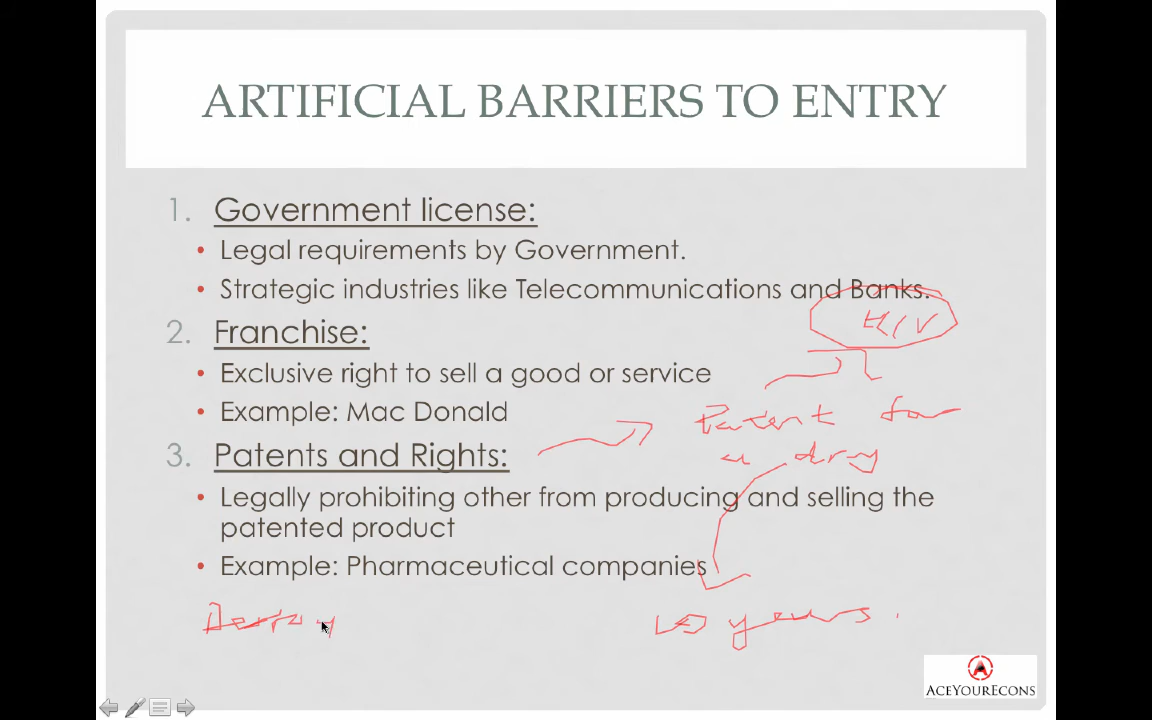 ARTIFICIAL BARRIERS TO ENTRY
1. Government license:
• Legal requirements by Government.
• Strategic industries like Telecommunications and Banks.
HIV
2. Franchise:
• Exclusive right to sell a good or service
• Example: Mac Donald
Patent for
a drug
3. Patents and Rights:
• Legally prohibiting other from producing and selling the
patented product
• Example: Pharmaceutical companies
years.
ACEYOURECONS